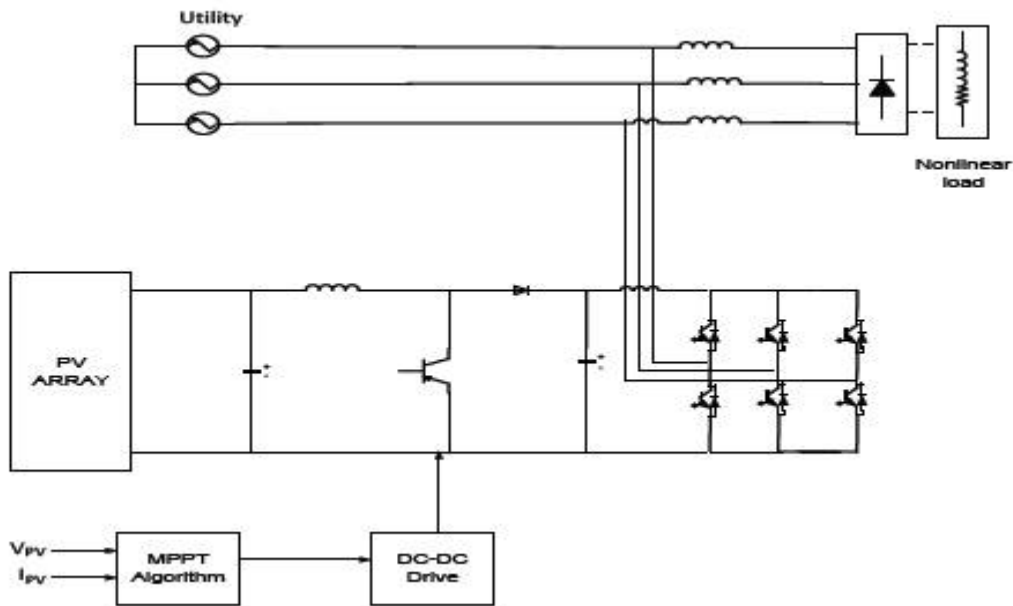 Utility
Nonlinear
load
PV
ARRAY
VPV
IPV
MPPT
Algorithm
DC-DC
Drive